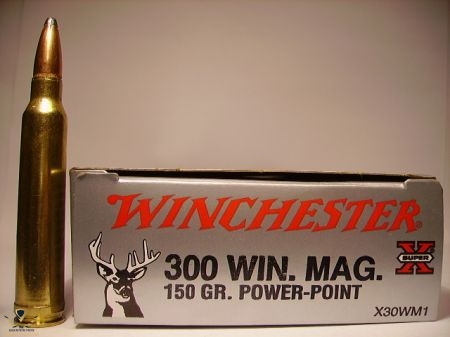 WINCHESTER
SUPER
X
300 WIN. MAG.
150 GR. POWER-POINT
X30WM1